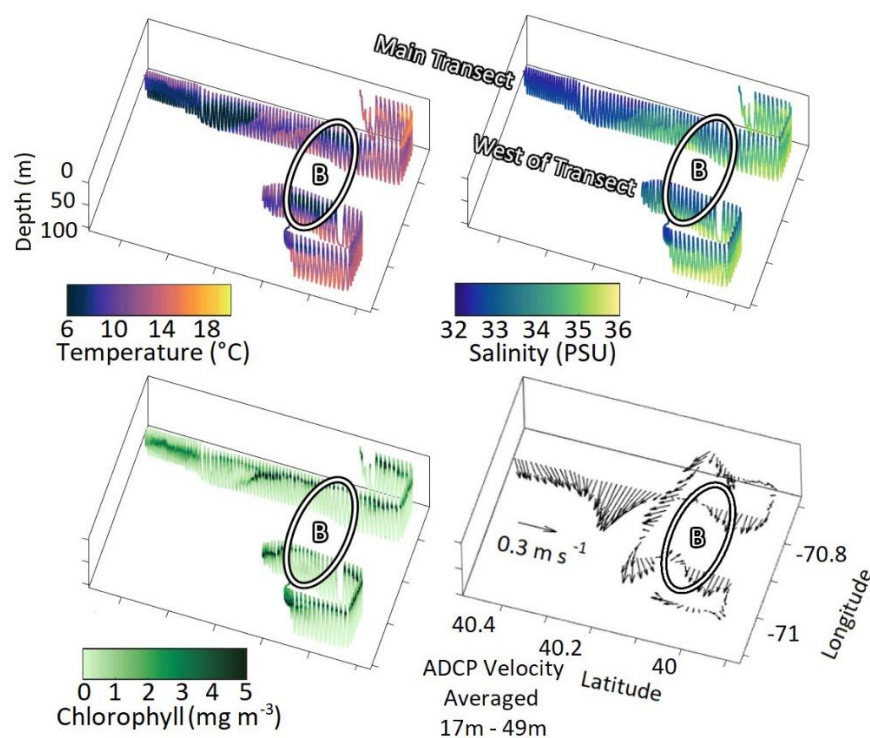 Main Transect
West of Transect
B
B
Depth (m)
0
50
100
6 10 14 18
Temperature (°C)
32 33 34 35 36
Salinity (PSU)
B
B
0 1 2 3 4 5
Chlorophyll (mg m-3)
0.3 m s-1
40.4
40.2
40
Latitude
-70.8
-71
Longitude
ADCP Velocity
Averaged
17m - 49m